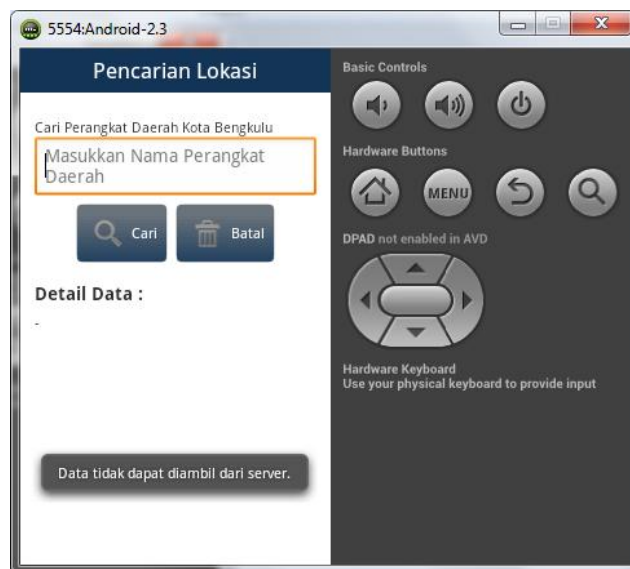 5554:Android-2.3
Pencarian Lokasi
Cari Perangkat Daerah Kota Bengkulu
Masukkan Nama Perangkat
Daerah
Cari
Batal
Detail Data :
-
Data tidak dapat diambil dari server.
Basic Controls
Hardware Buttons
MENU
DPAD not enabled in AVD
Hardware Keyboard
Use your physical keyboard to provide input